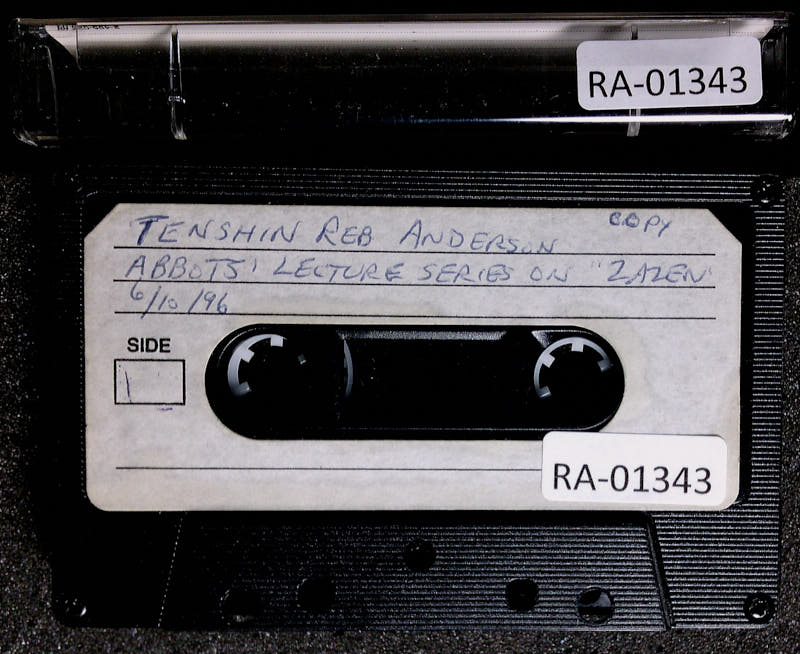 RA-01343
COPY
TENSHIN REB ANDERSON
ABBOTS' LECTURE SERIES ON "ZAZEN"
6/10/96
SIDE
1
RA-01343